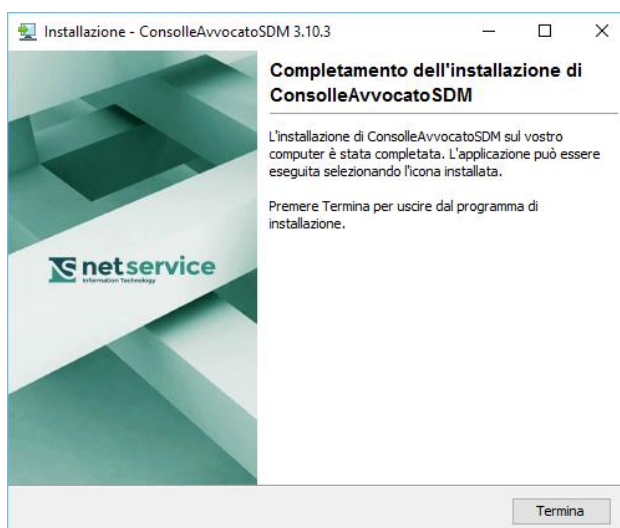 Installazione - ConsolleAvvocatoSDM 3.10.3
Completamento dell'installazione di
ConsolleAvvocatoSDM
L'installazione di ConsolleAvvocatoSDM sul vostro
computer è stata completata. L'applicazione può essere
eseguita selezionando l'icona installata.
Premere Termina per uscire dal programma di
installazione.
netservice
Information Technology
Termina